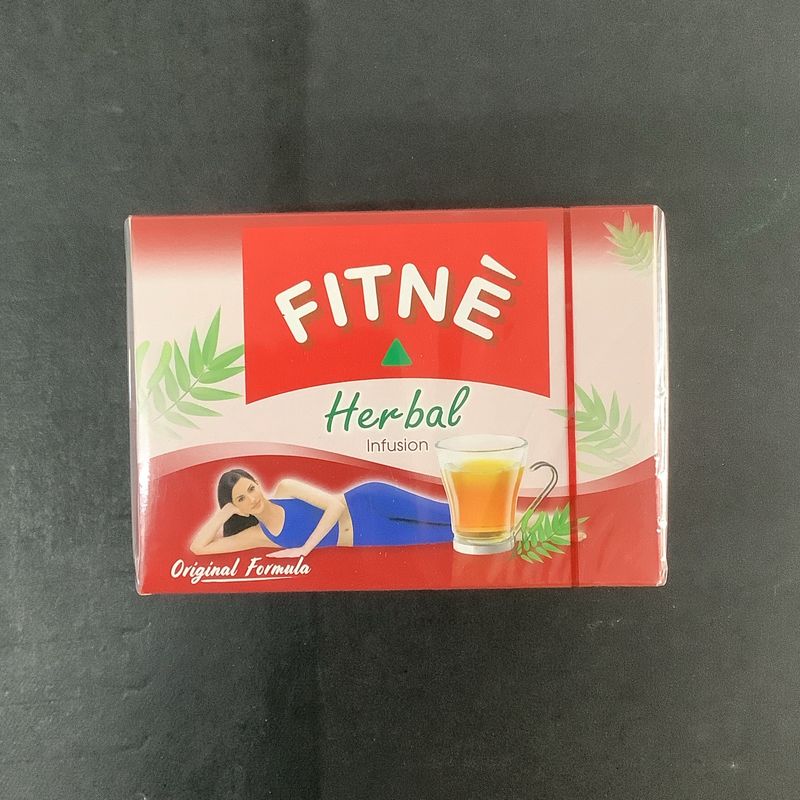 FITNÈ
Herbal
Infusion
Original Formula